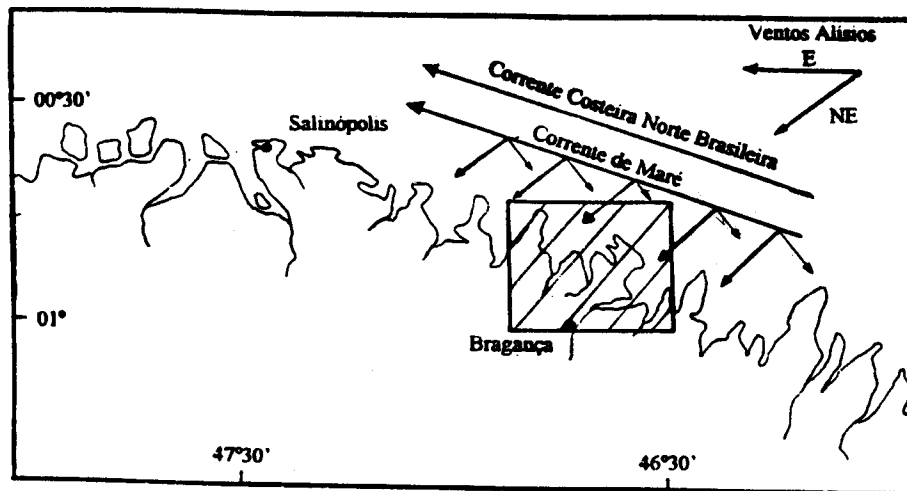 Ventos Alísios
E
NE
Corrente Costeira Norte Brasileira
Corrente de Maré
00°30'
Salinópolis
01°
Bragança
47°30'
46°30'